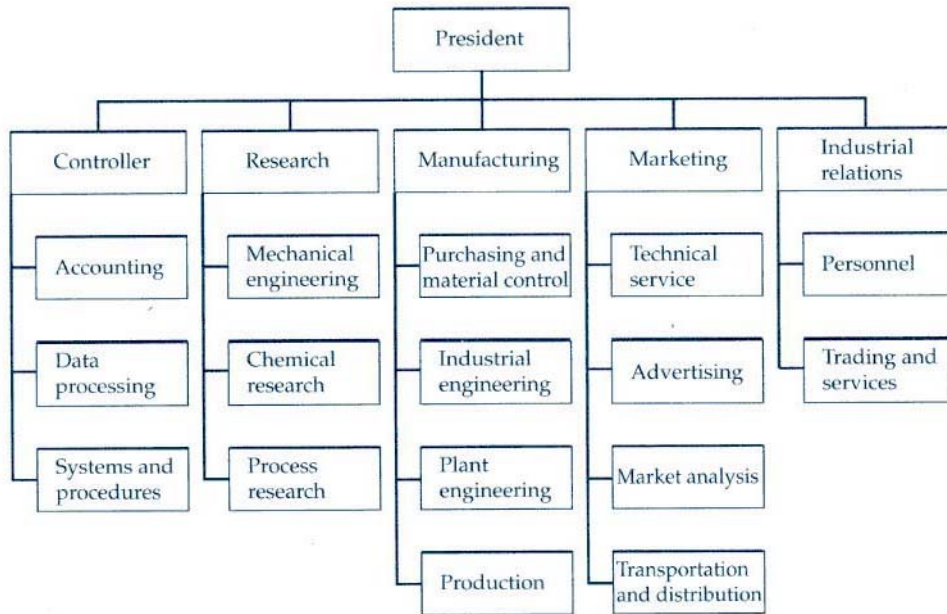 President
Controller
Research
Manufacturing
Marketing
Industrial
relations
Accounting
Mechanical
engineering
Purchasing and
material control
Technical
service
Personnel
Data
processing
Chemical
research
Industrial
engineering
Advertising
Trading and
services
Systems and
procedures
Process
research
Plant
engineering
Market analysis
Production
Transportation
and distribution